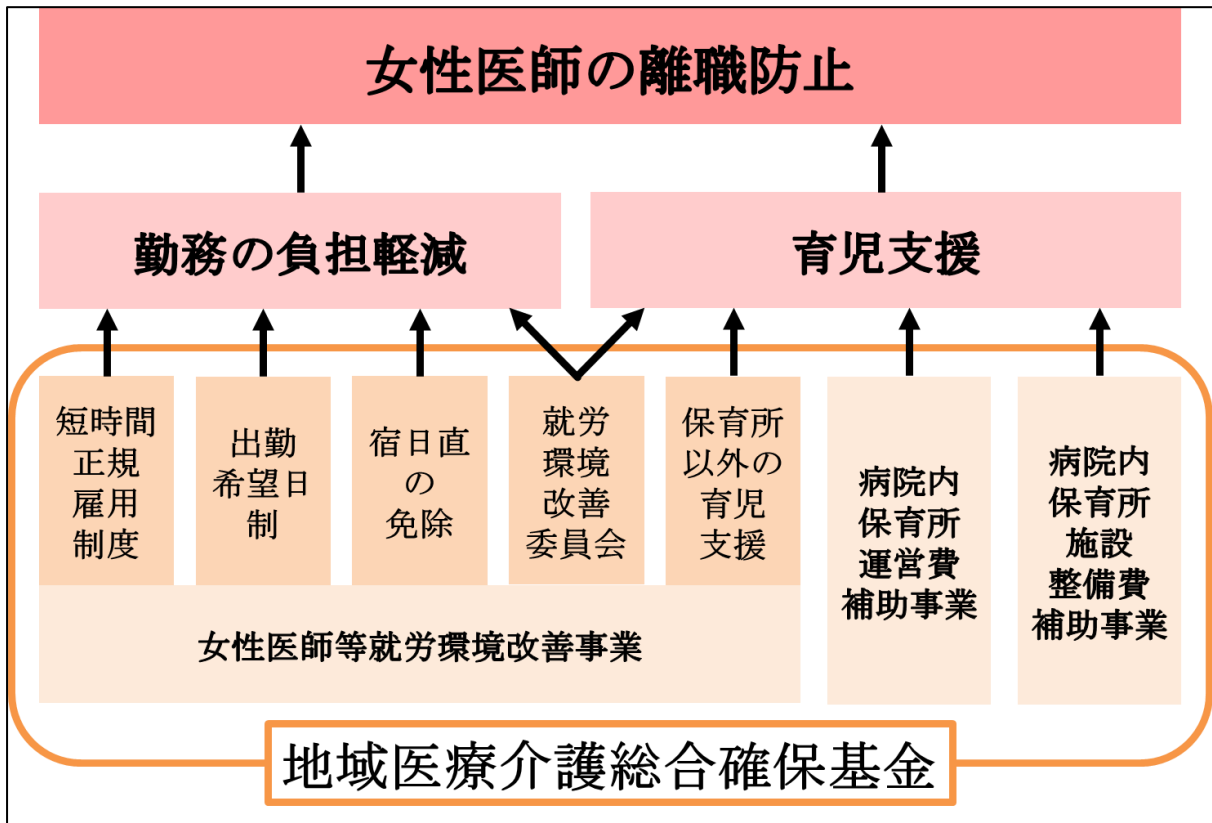 女性医師の離職防止
勤務の負担軽減
育児支援
短時間
正規
雇用
制度
出勤
希望日
制
宿日直
の
免除
就労
環境
改善
委員会
保育所
以外の
育児
支援
病院内
保育所
運営費
補助事業
病院内
保育所
施設
整備費
補助事業
女性医師等就労環境改善事業
地域医療介護総合確保基金